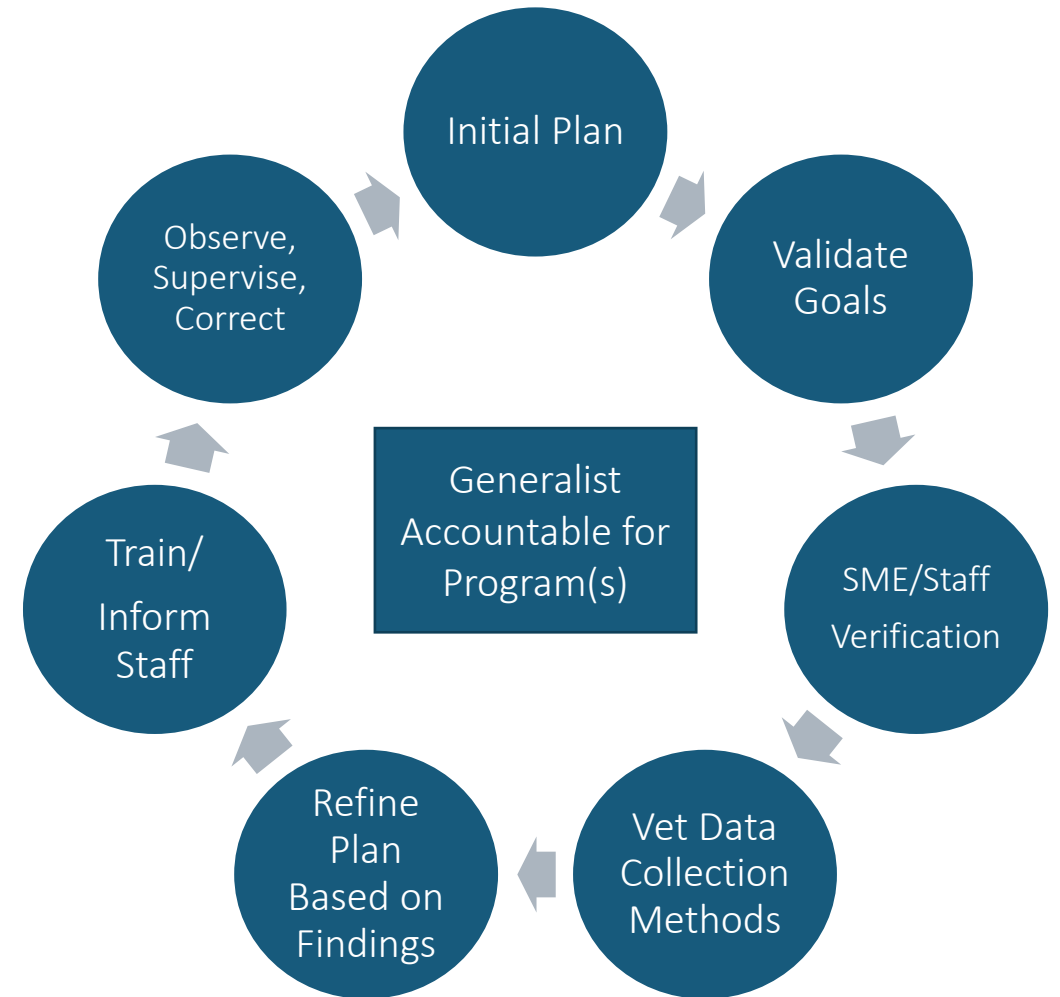 Initial Plan
Validate
Goals
SME/Staff
Verification
Vet Data
Collection
Methods
Refine
Plan
Based on
Findings
Train/
Inform
Staff
Observe,
Supervise,
Correct
Generalist
Accountable for
Program(s)